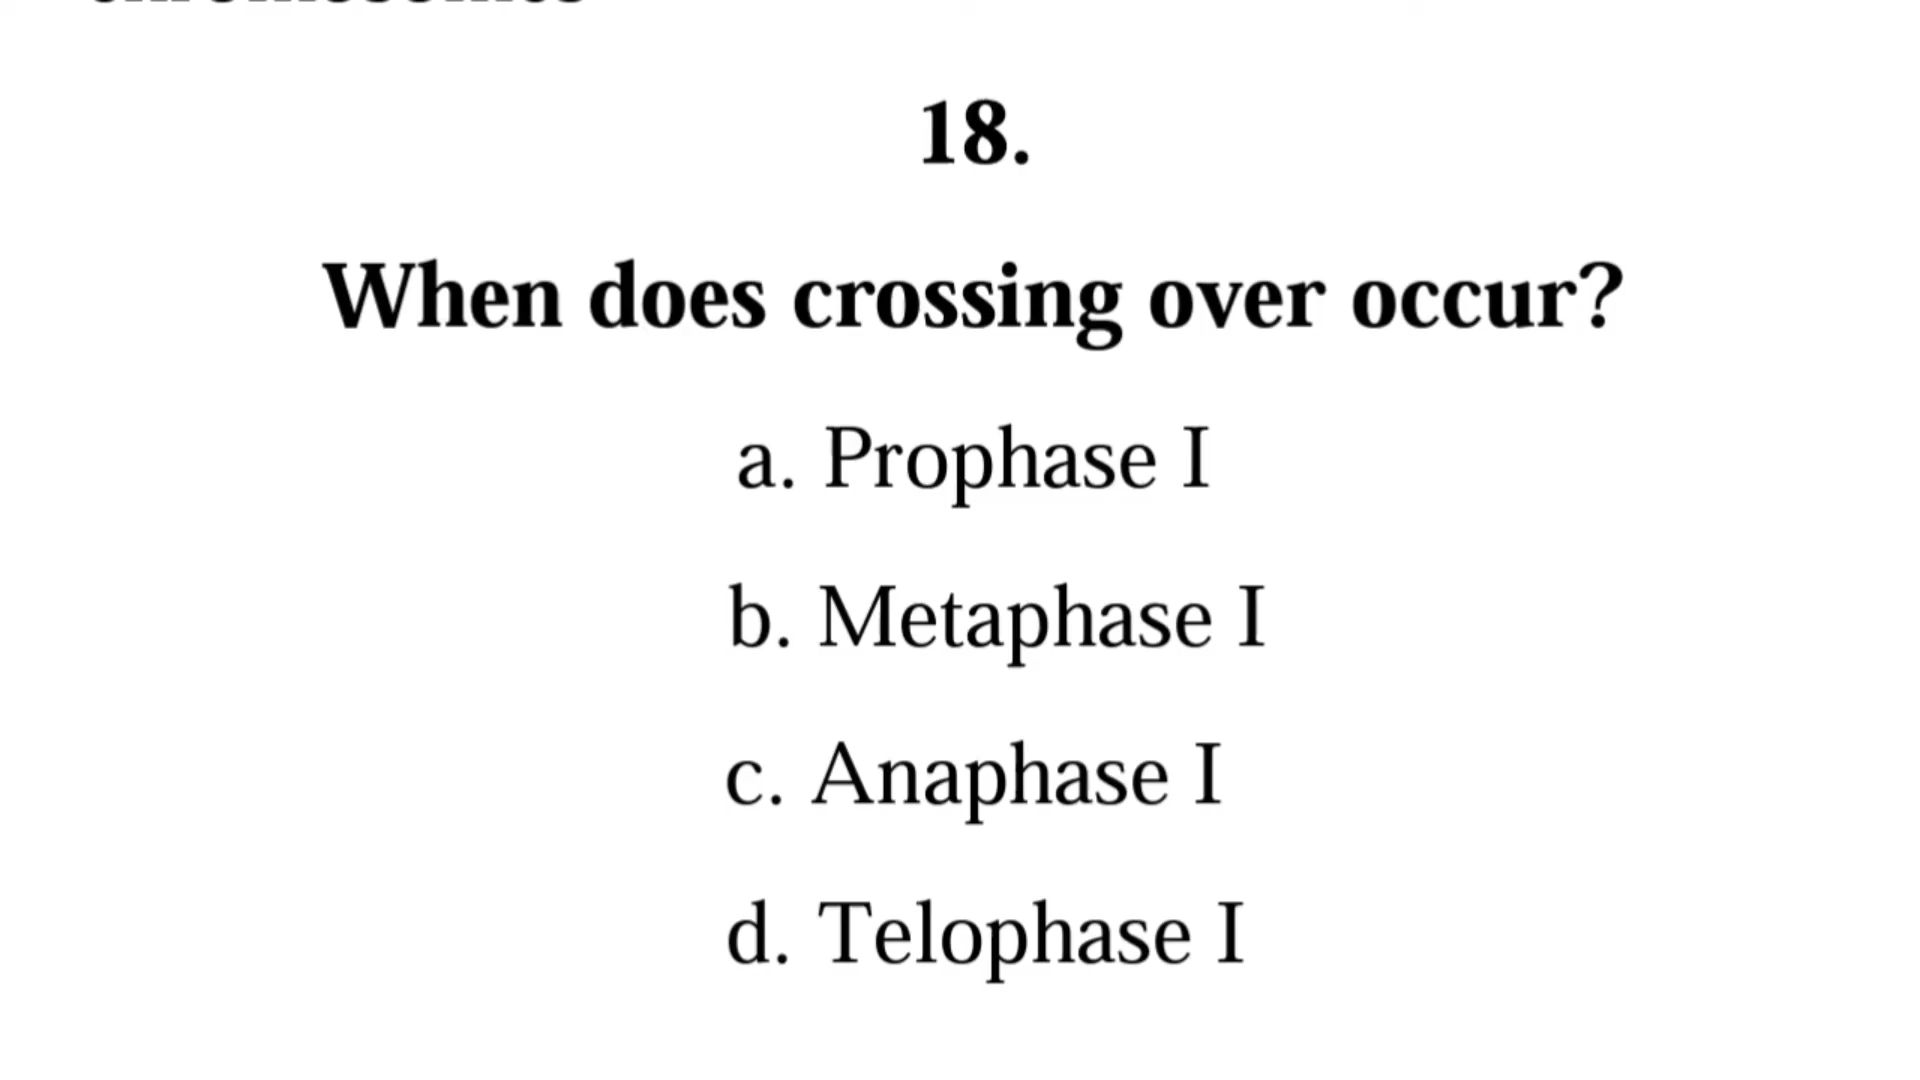 18.
When does crossing over occur?
a. Prophase I
b. Metaphase I
c. Anaphase I
d. Telophase I